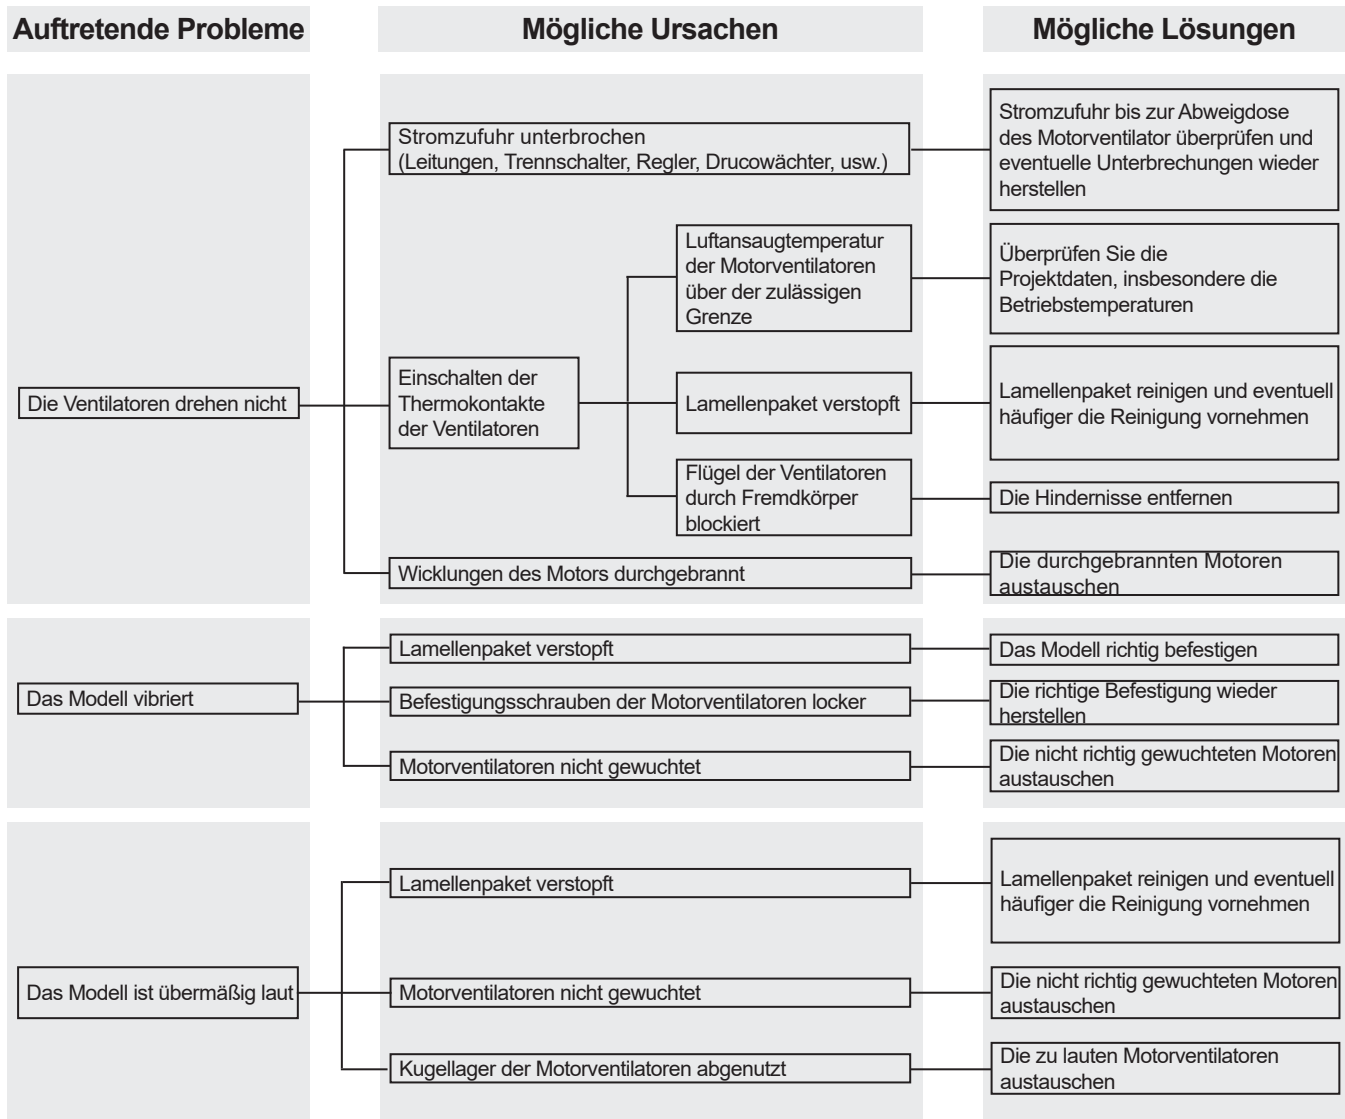 Auftretende Probleme
Mögliche Ursachen
Mögliche Lösungen
Die Ventilatoren drehen nicht
Stromzufuhr unterbrochen
(Leitungen, Trennschalter, Regler, Drucowächter, usw.)
Stromzufuhr bis zur Abweigdose
des Motorventilator überprüfen und
eventuelle Unterbrechungen wieder
herstellen
Einschalten der
Thermokontakte
der Ventilatoren
Luftansaugtemperatur
der Motorventilatoren
über der zulässigen
Grenze
Überprüfen Sie die
Projektdaten, insbesondere die
Betriebstemperaturen
Lamellenpaket verstopft
Lamellenpaket reinigen und eventuell
häufiger die Reinigung vornehmen
Flügel der Ventilatoren
durch Fremdkörper
blockiert
Die Hindernisse entfernen
Wicklungen des Motors durchgebrannt
Die durchgebrannten Motoren
austauschen
Das Modell vibriert
Lamellenpaket verstopft
Das Modell richtig befestigen
Befestigungsschrauben der Motorventilatoren locker
Die richtige Befestigung wieder
herstellen
Motorventilatoren nicht gewuchtet
Die nicht richtig gewuchteten Motoren
austauschen
Das Modell ist übermäßig laut
Lamellenpaket verstopft
Lamellenpaket reinigen und eventuell
häufiger die Reinigung vornehmen
Motorventilatoren nicht gewuchtet
Die nicht richtig gewuchteten Motoren
austauschen
Kugellager der Motorventilatoren abgenutzt
Die zu lauten Motorventilatoren
austauschen